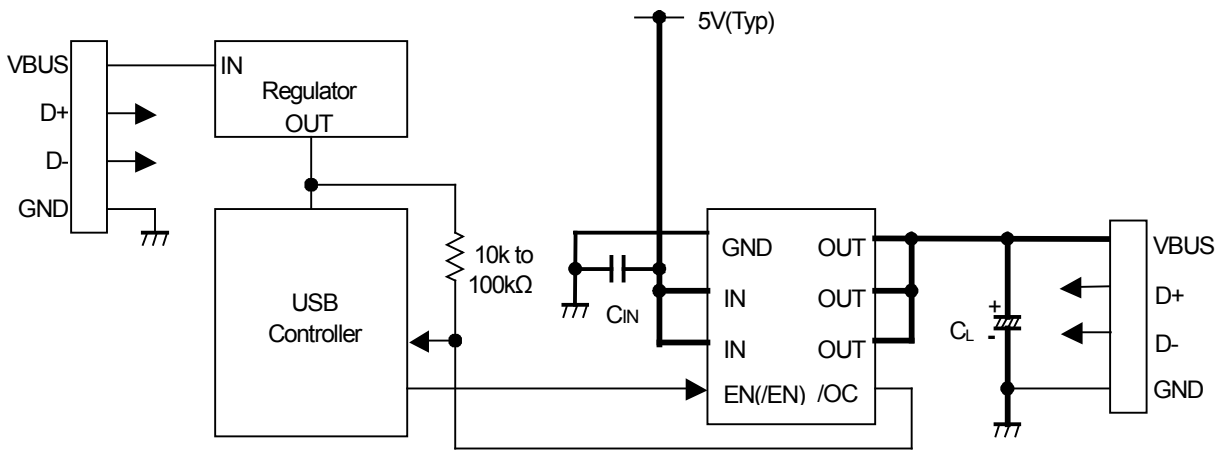 5V(Typ)
VBUS
D+
D-
GND
IN
Regulator
OUT
USB
Controller
10k to
100kΩ
CIN
GND
IN
IN
EN(/EN)
OUT
OUT
OUT
/OC
+
-
CL
VBUS
D+
D-
GND